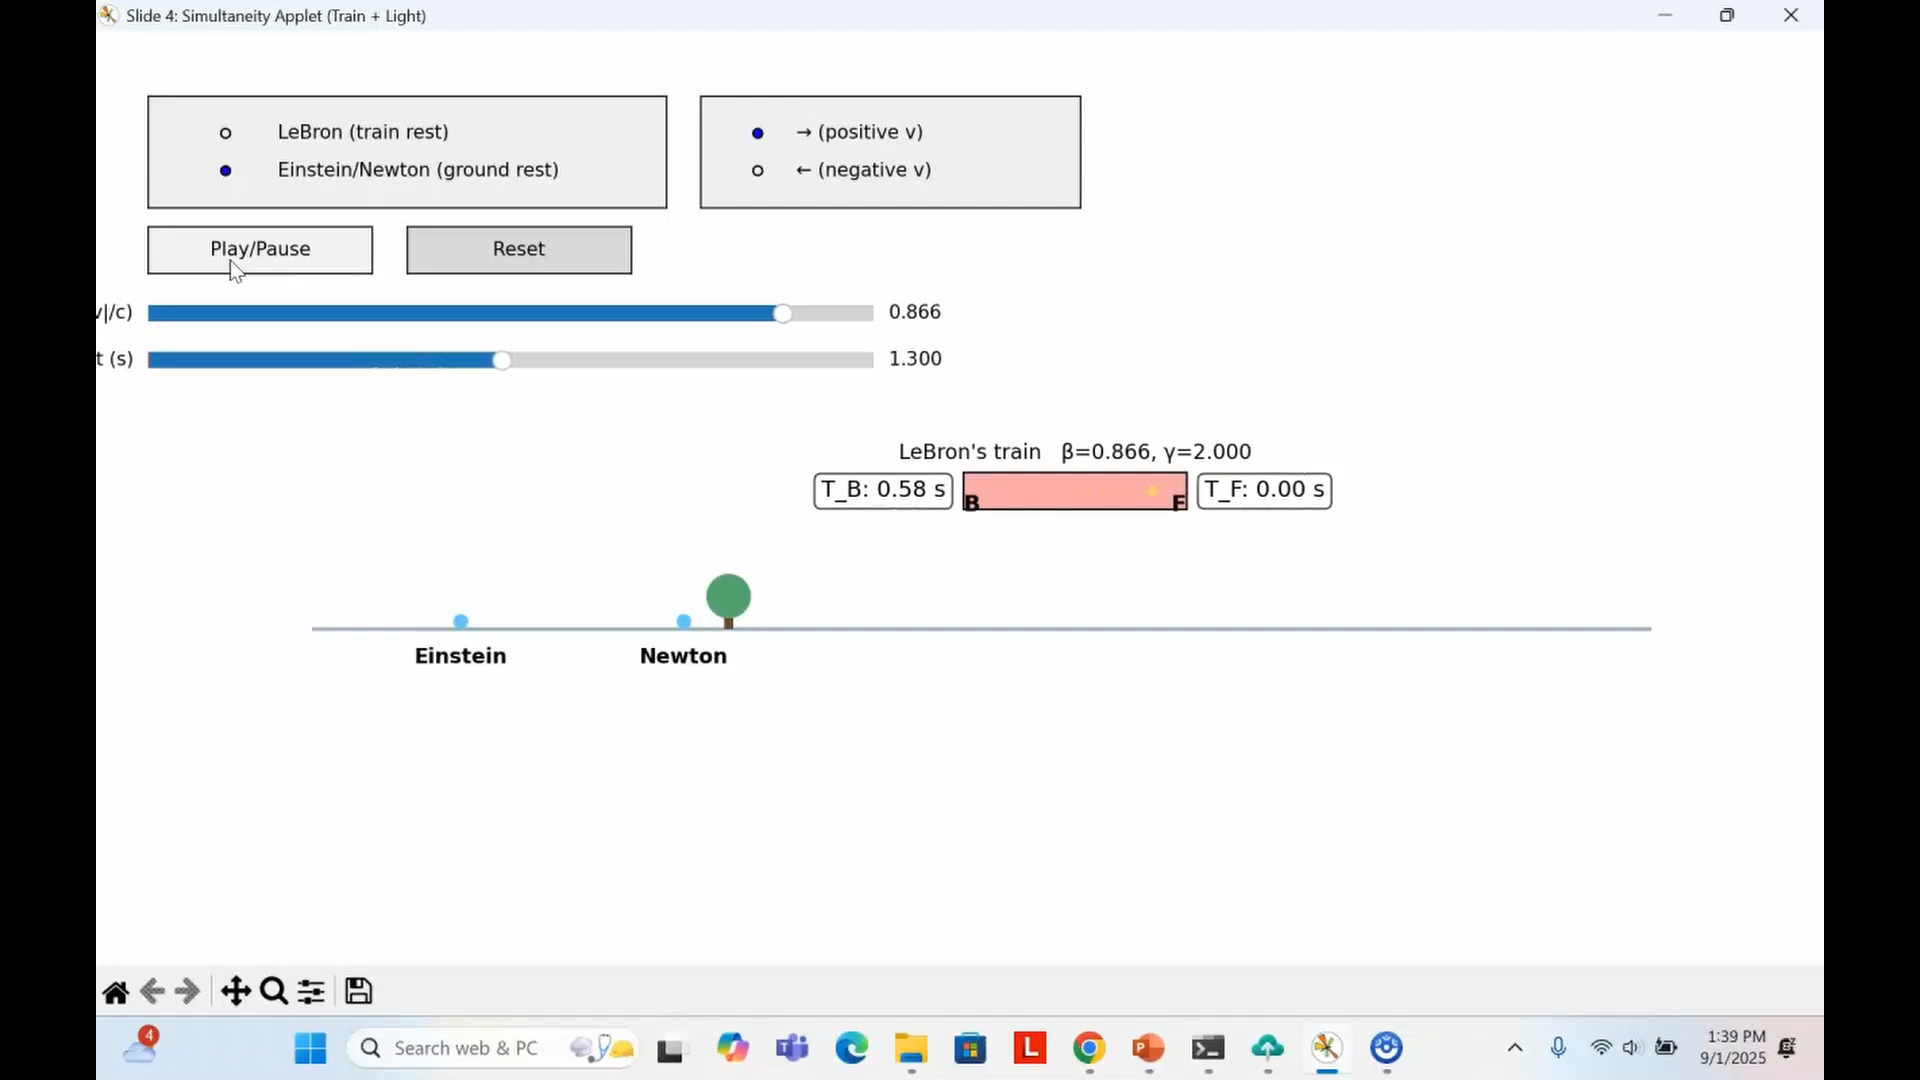 Slide 4: Simultaneity Applet (Train + Light)
LeBron (train rest)
Einstein/Newton (ground rest)
→ (positive v)
← (negative v)
Play/Pause
Reset
v|/c)
0.866
t (s)
1.300
LeBron's train β=0.866, γ=2.000
T_B: 0.58 s
B
F
T_F: 0.00 s
Einstein
Newton
4
Search web & PC
L
1:39 PM
9/1/2025